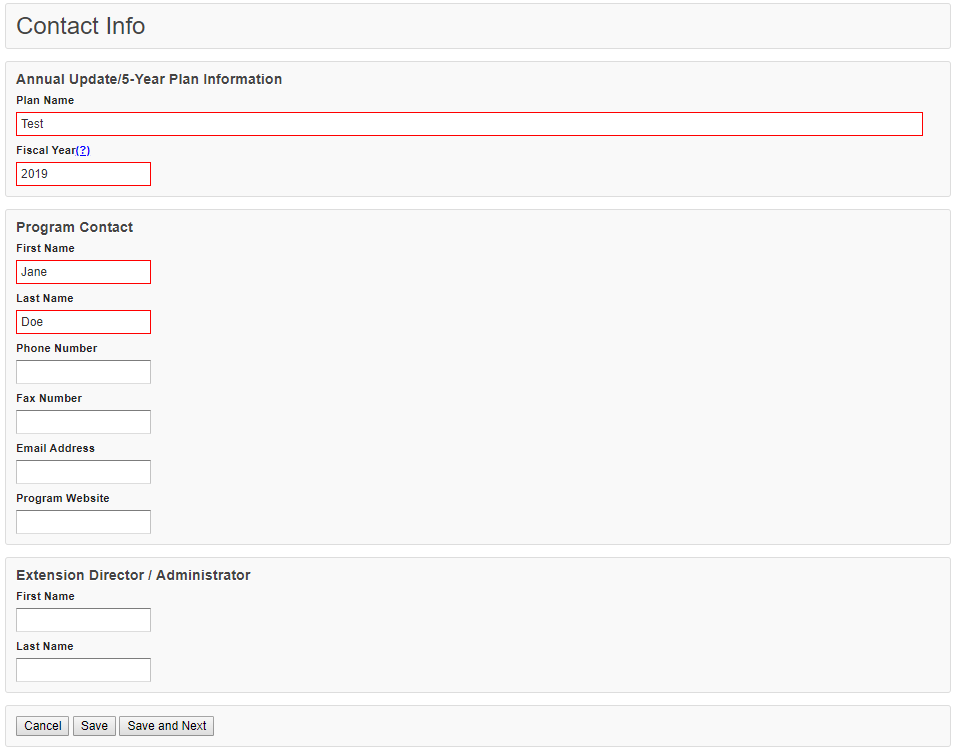 Contact Info
Annual Update/5-Year Plan Information
Plan Name
Test
Fiscal Year(?)
2019
Program Contact
First Name
Jane
Last Name
Doe
Phone Number
Fax Number
Email Address
Program Website
Extension Director / Administrator
First Name
Last Name
Cancel Save Save and Next